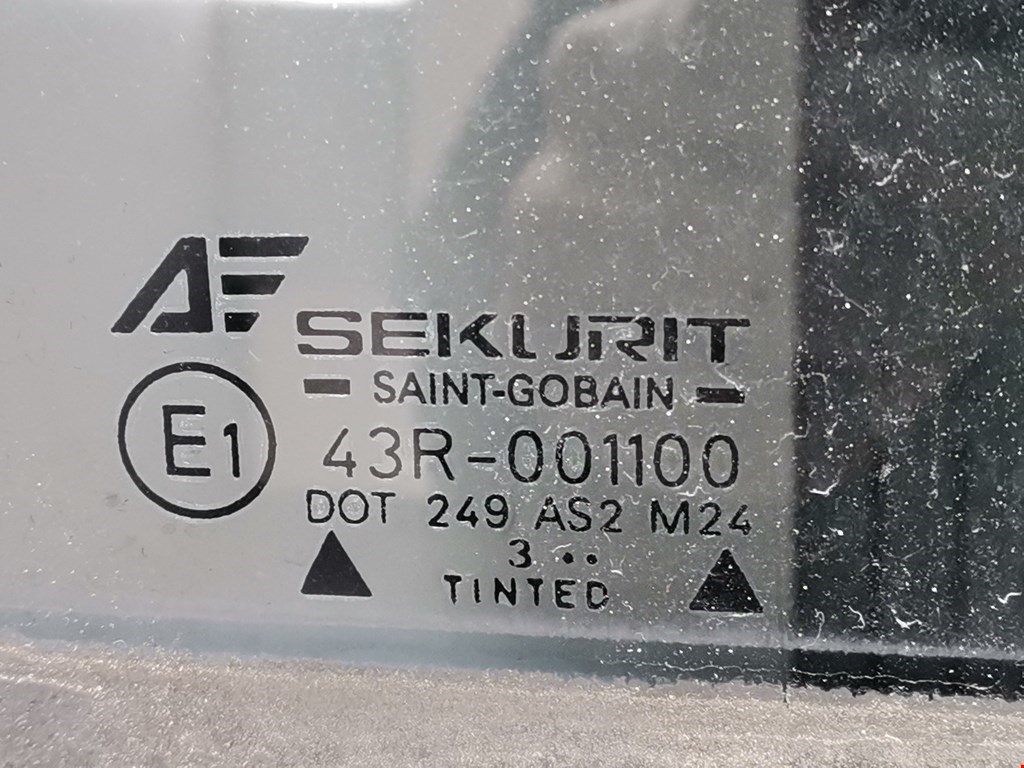 AF
SEKURIT
SAINT-GOBAIN
E1
43R-001100
DOT 249 AS2 M24
3 ••
TINTED